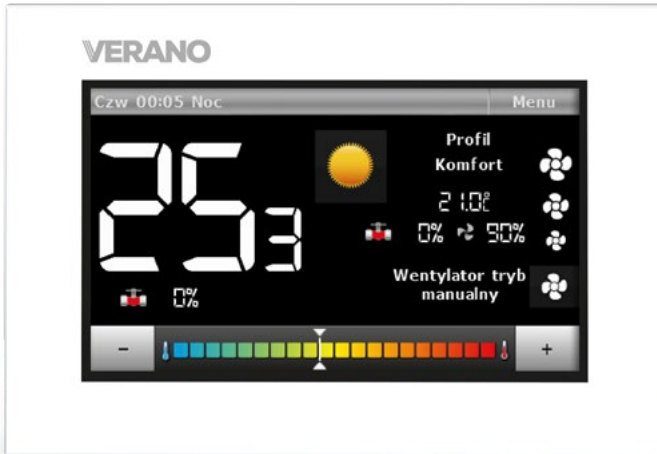 VERANO
Czw 00:05 Noc Menu
25 3
Profil
Komfort
21.0°C
0% 90%
Wentylator tryb
manualny
0%
- +